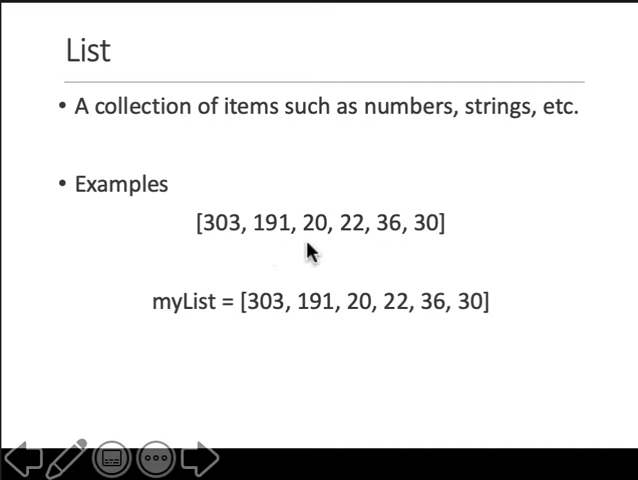 List
• A collection of items such as numbers, strings, etc.
• Examples
[303, 191, 20, 22, 36, 30]
myList = [303, 191, 20, 22, 36, 30]